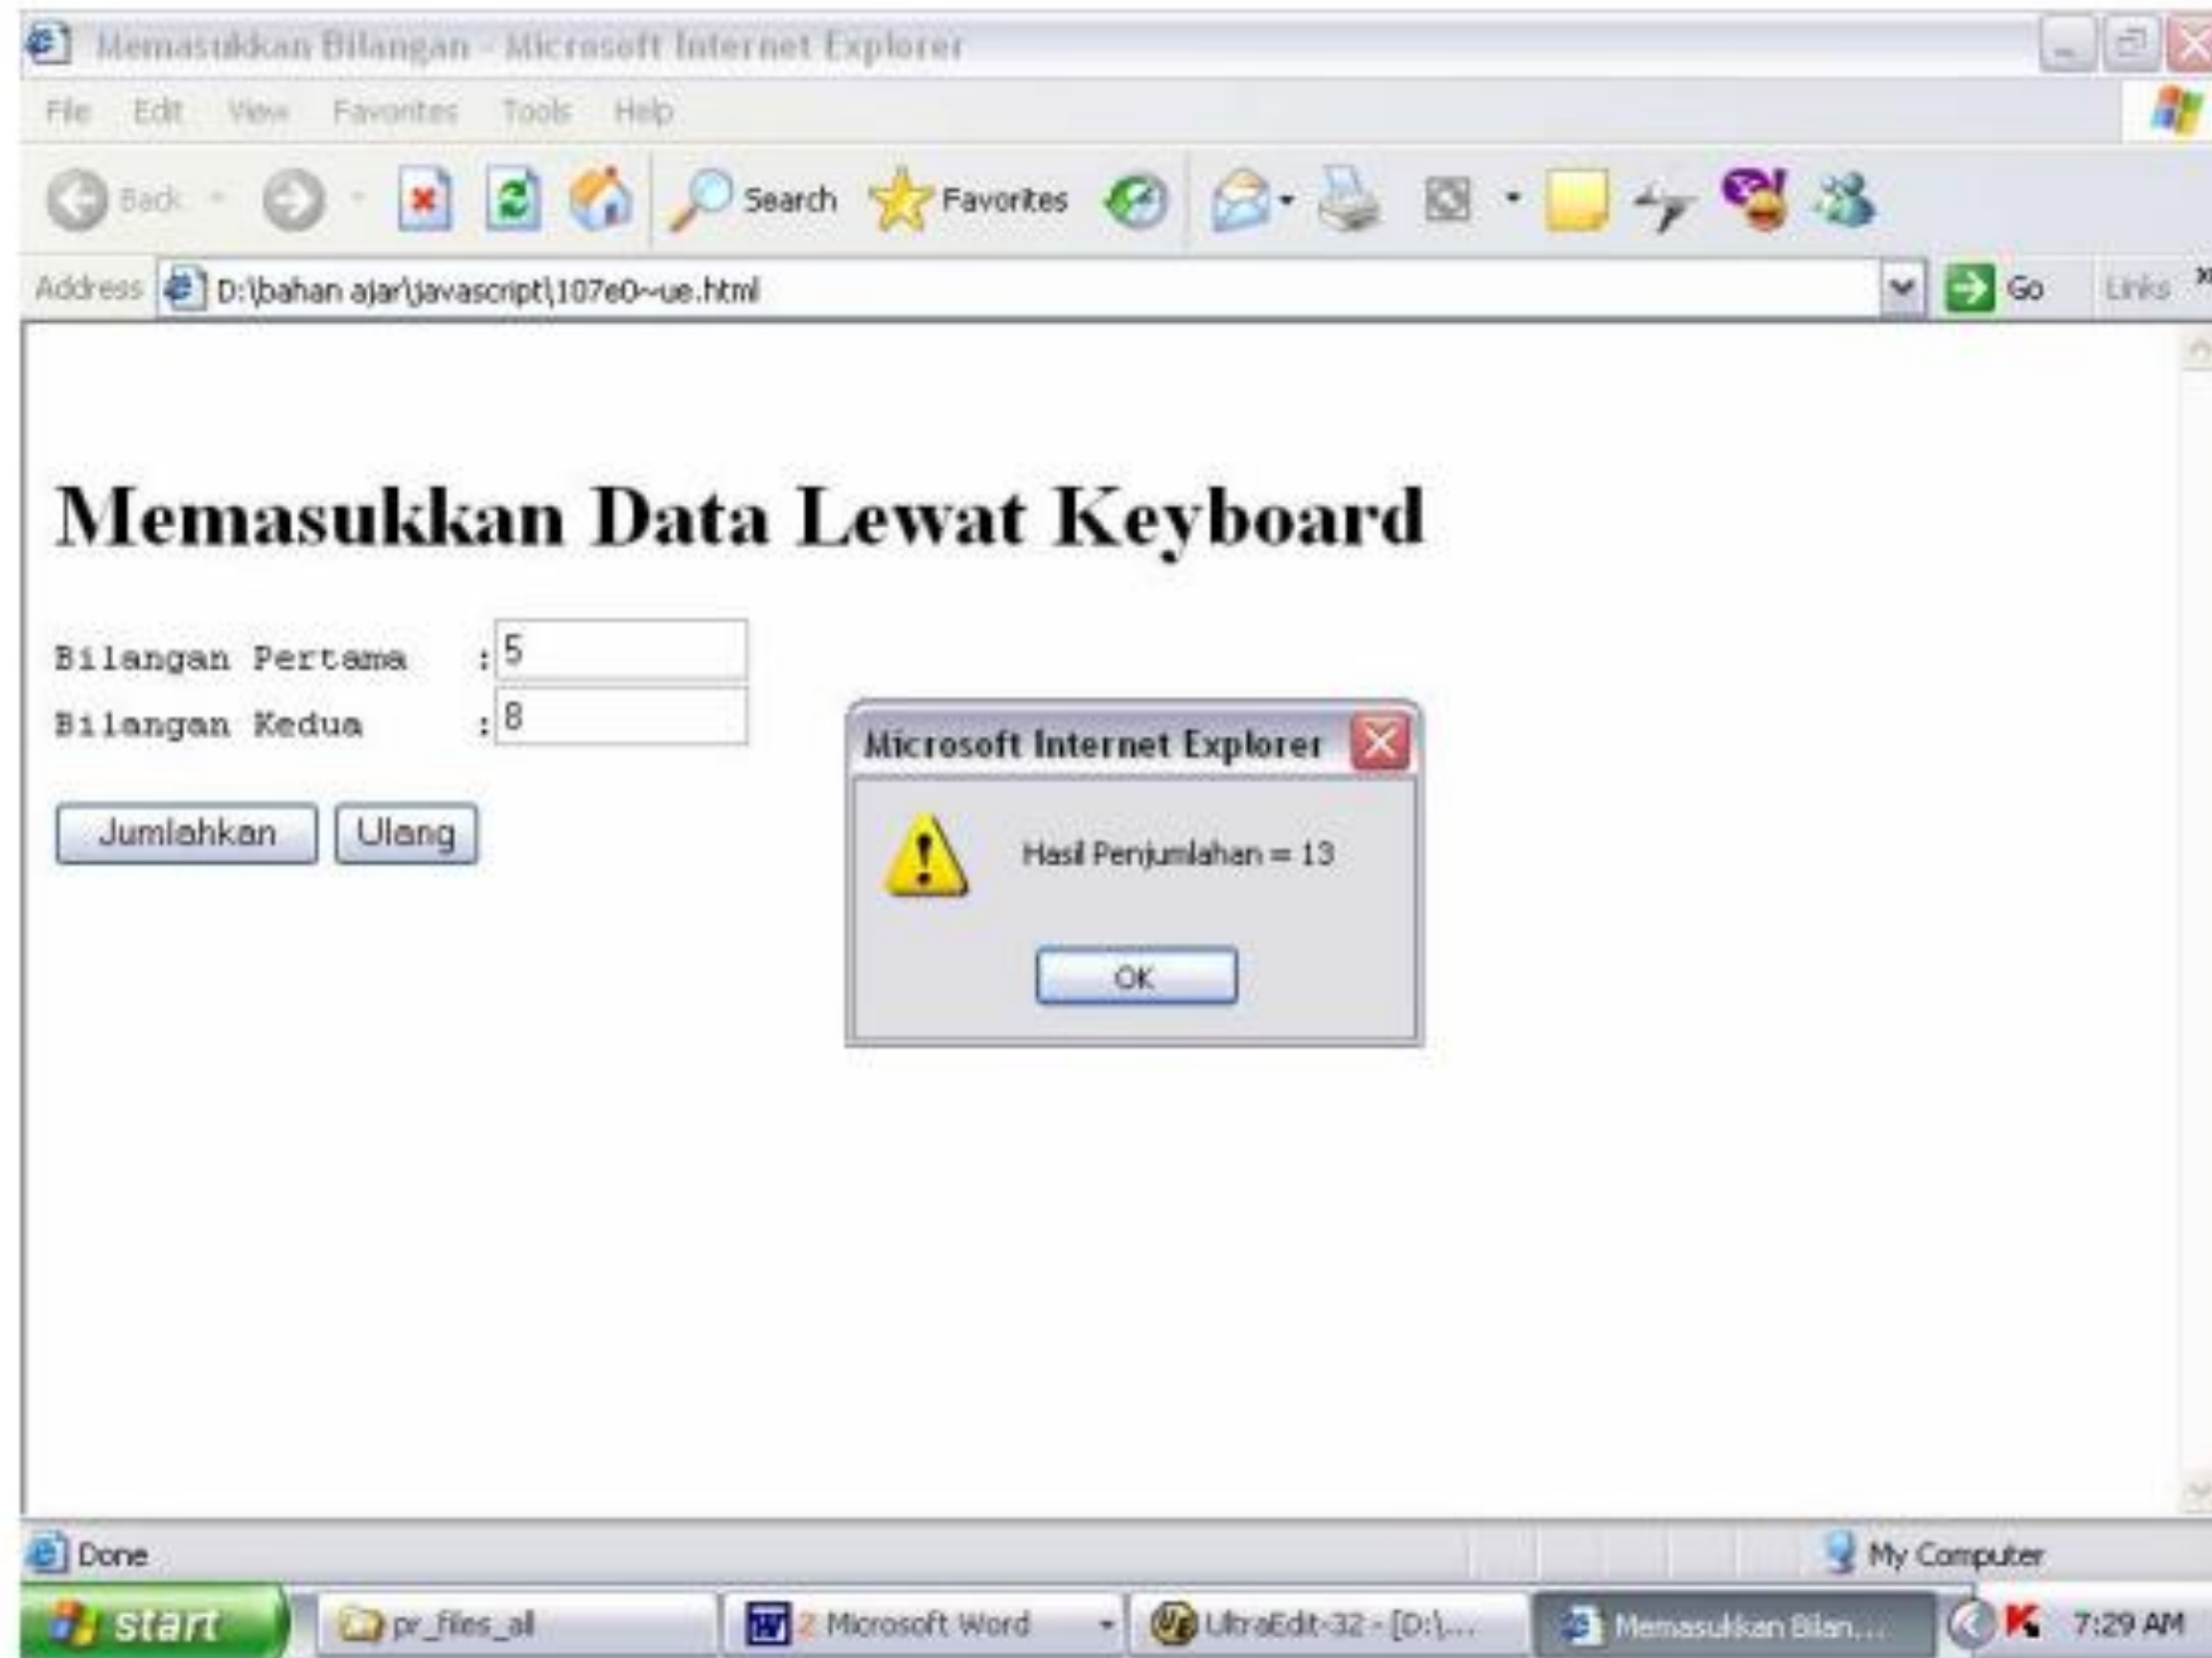 Memasukkan Bilangan - Microsoft Internet Explorer
File Edit View Favorites Tools Help
Back Search Favorites
Address D:\bahan ajar\javascript\107e0~ue.html Go Links »
Memasukkan Data Lewat Keyboard
Bilangan Pertama :5
Bilangan Kedua :8
Jumlahkan Ulang
Microsoft Internet Explorer
Hasil Penjumlahan = 13
OK
Done My Computer
start pr_files_all 2 Microsoft Word UltraEdit-32 - [D:\... Memasukkan Bilan... 7:29 AM